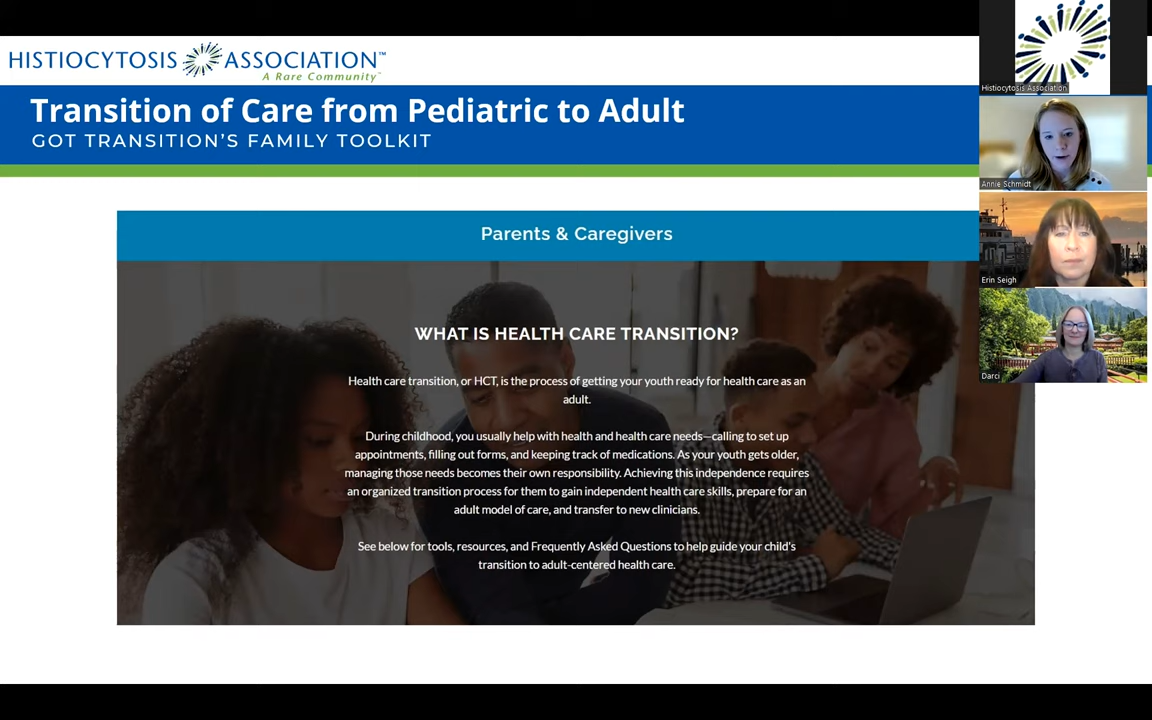 HISTIOCYTOSIS ASSOCIATION™
A Rare Community™
Transition of Care from Pediatric to Adult
GOT TRANSITION'S FAMILY TOOLKIT
Parents & Caregivers
WHAT IS HEALTH CARE TRANSITION?
Health care transition, or HCT, is the process of getting your youth ready for health care as an
adult.
During childhood, you usually help with health and health care needs—calling to set up
appointments, filling out forms, and keeping track of medications. As your youth gets older,
managing those needs becomes their own responsibility. Achieving this independence requires
an organized transition process for them to gain independent health care skills, prepare for an
adult model of care, and transfer to new clinicians.
See below for tools, resources, and Frequently Asked Questions to help guide your child's
transition to adult-centered health care.
Histiocytosis Association
Annie Schmidt
Erin Seigh
Darci